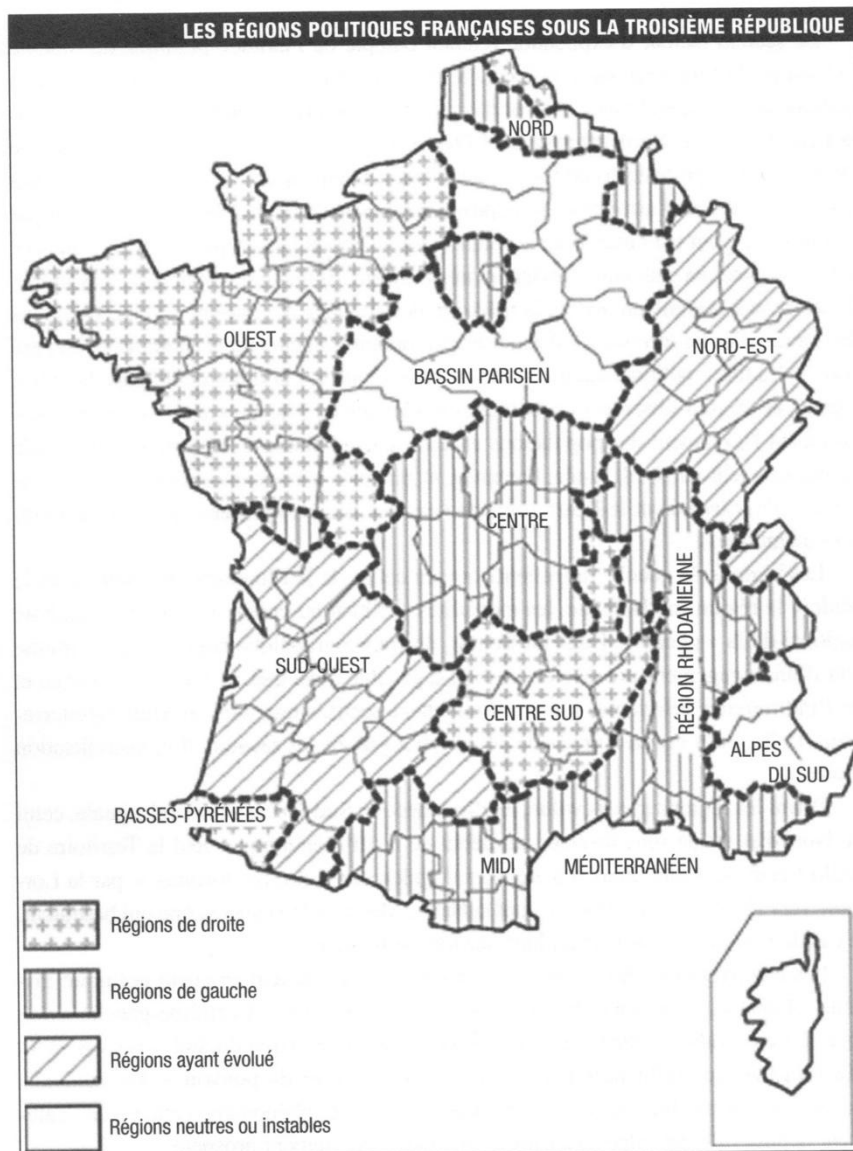 LES RÉGIONS POLITIQUES FRANÇAISES SOUS LA TROISIÈME RÉPUBLIQUE
NORD
OUEST
BASSIN PARISIEN
NORD-EST
CENTRE
RÉGION RHODANIENNE
SUD-OUEST
CENTRE SUD
ALPES
DU SUD
BASSES-PYRÉNÉES
MIDI
MÉDITERRANÉEN
Régions de droite
Régions de gauche
Régions ayant évolué
Régions neutres ou instables